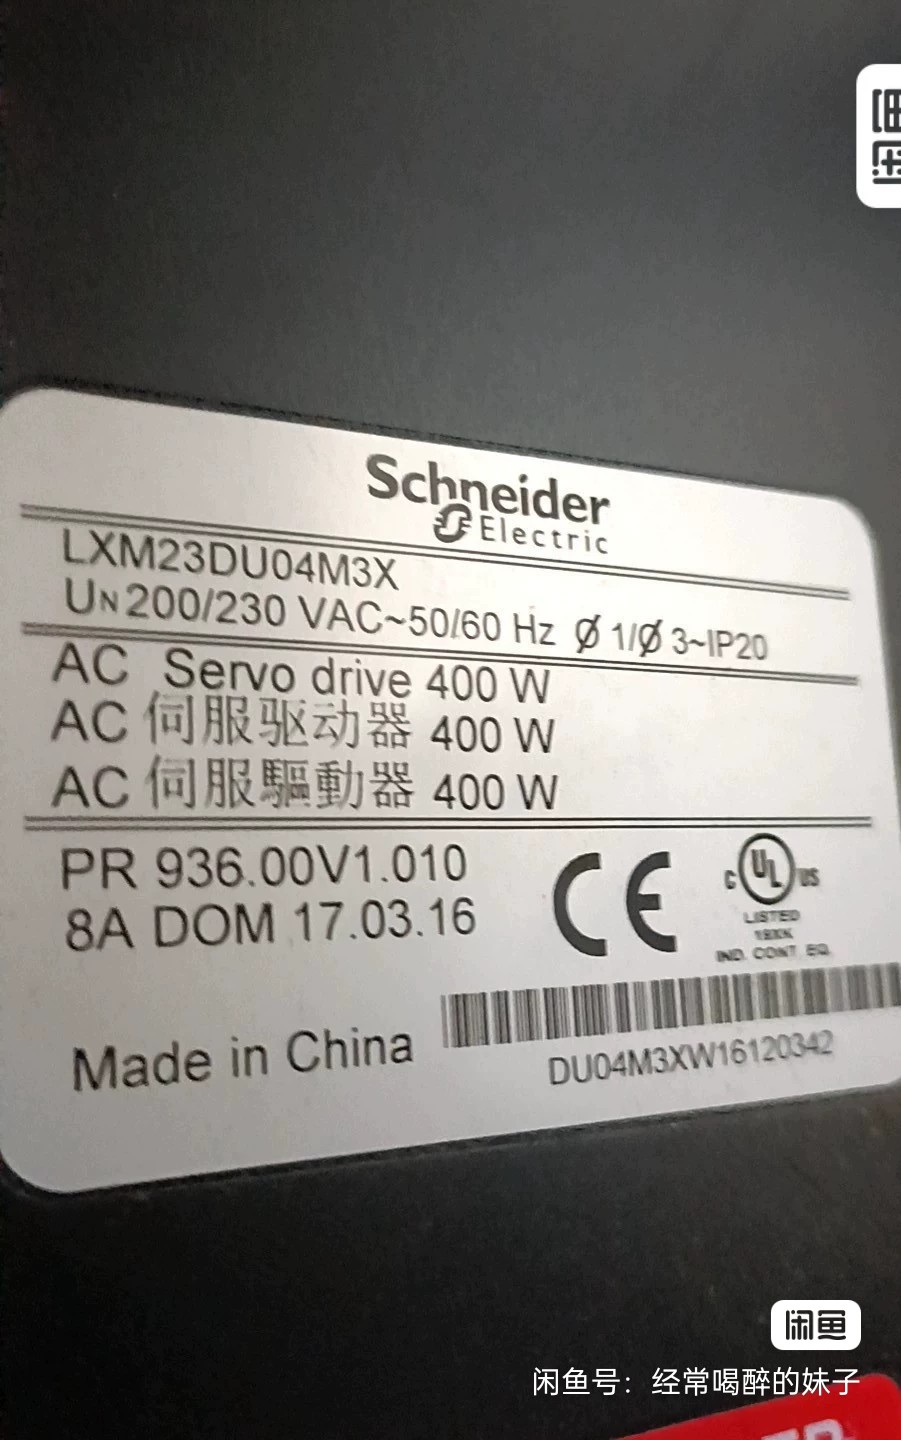 Schneider
Electric
LXM23DU04M3X
UN 200/230 VAC~50/60 Hz Ø 1/Ø 3~IP20
AC Servo drive 400 W
AC 伺服驱动器 400 W
AC 伺服驅動器 400 W
PR 936.00V1.010
8A DOM 17.03.16
CE
C UL US
LISTED
IND. CONT. EQ.
Made in China
DU04M3XW16120342
闲鱼
闲鱼号：经常喝醉的妹子